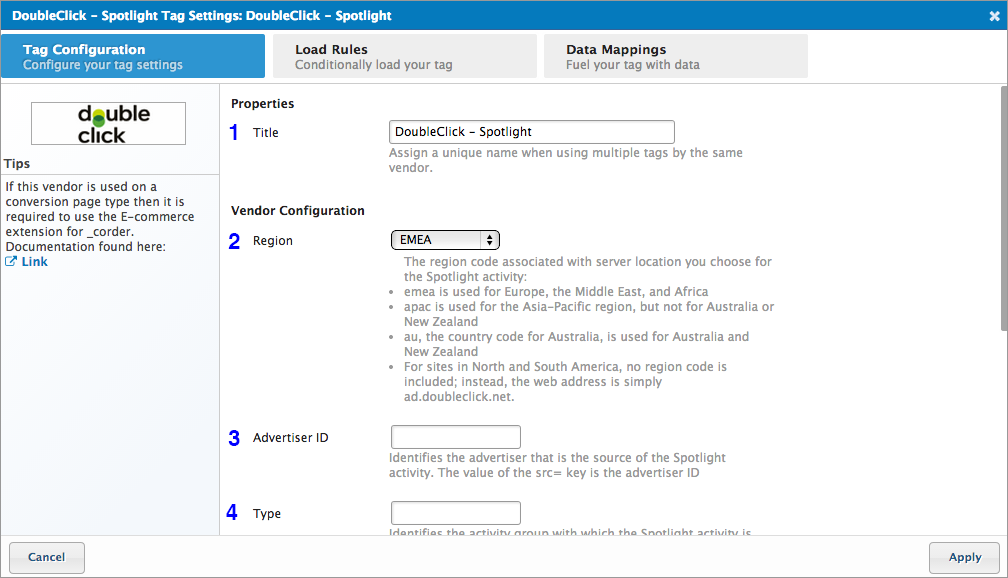 DoubleClick – Spotlight Tag Settings: DoubleClick – Spotlight
Tag Configuration
Configure your tag settings
Load Rules
Conditionally load your tag
Data Mappings
Fuel your tag with data
double
click
Tips
If this vendor is used on a
conversion page type then it is
required to use the E-commerce
extension for _corder.
Documentation found here:
Link
Properties
1 Title DoubleClick – Spotlight
Assign a unique name when using multiple tags by the same
vendor.
Vendor Configuration
2 Region EMEA
The region code associated with server location you choose for
the Spotlight activity:
• emea is used for Europe, the Middle East, and Africa
• apac is used for the Asia-Pacific region, but not for Australia or
New Zealand
• au, the country code for Australia, is used for Australia and
New Zealand
• For sites in North and South America, no region code is
included; instead, the web address is simply
ad.doubleclick.net.
3 Advertiser ID
Identifies the advertiser that is the source of the Spotlight
activity. The value of the src= key is the advertiser ID
4 Type
Identifies the activity group with which the Spotlight activity is
Cancel
Apply